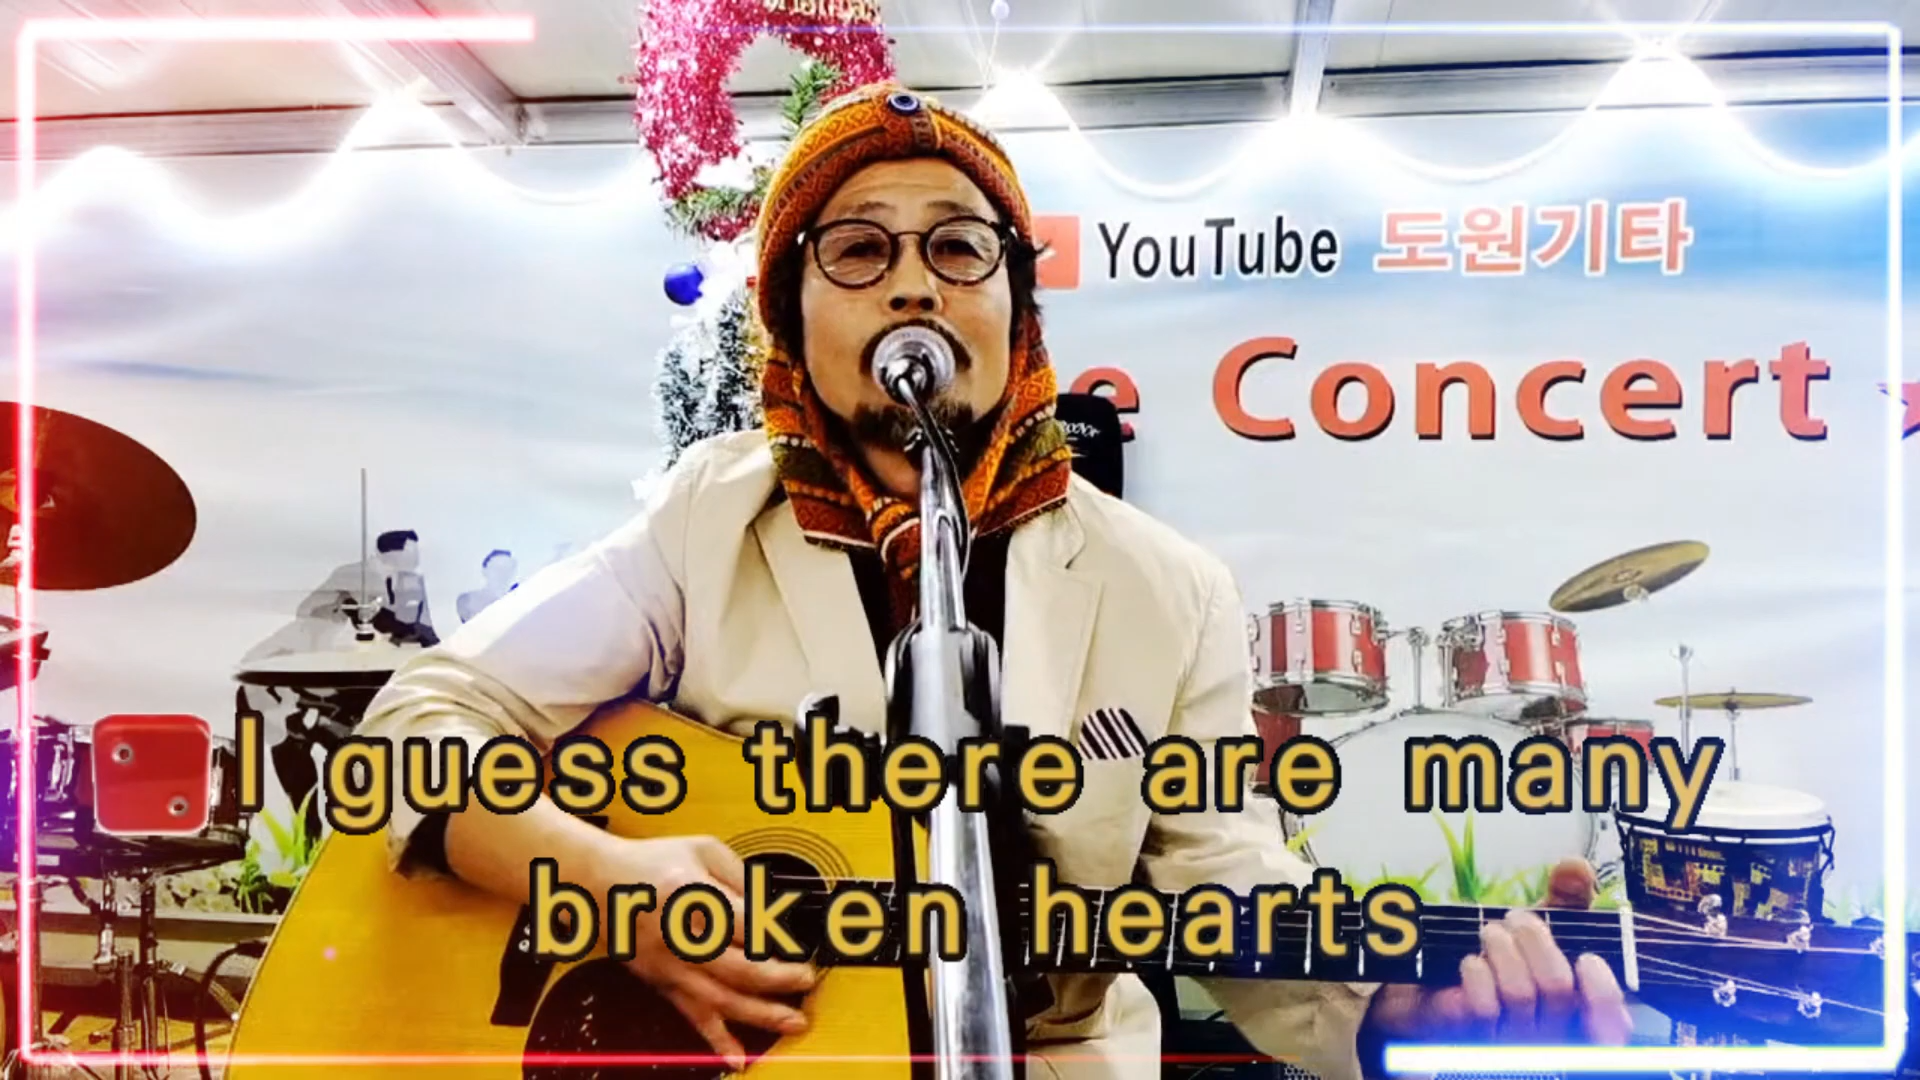 YouTube 도원기타
e Concert
I guess there are many
broken hearts